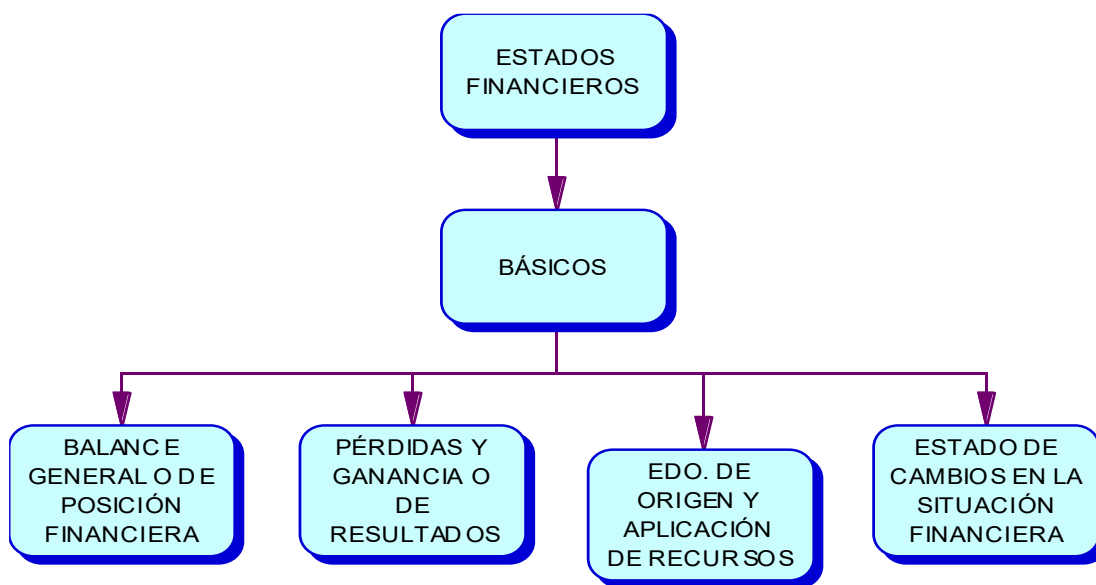 ESTADOS
FINANCIEROS
BÁSICOS
BALANCE
GENERAL O DE
POSICIÓN
FINANCIERA
PÉRDIDAS Y
GANANCIA O
DE
RESULTADOS
EDO. DE
ORIGEN Y
APLICACIÓN
DE RECURSOS
ESTADO DE
CAMBIOS EN LA
SITUACIÓN
FINANCIERA